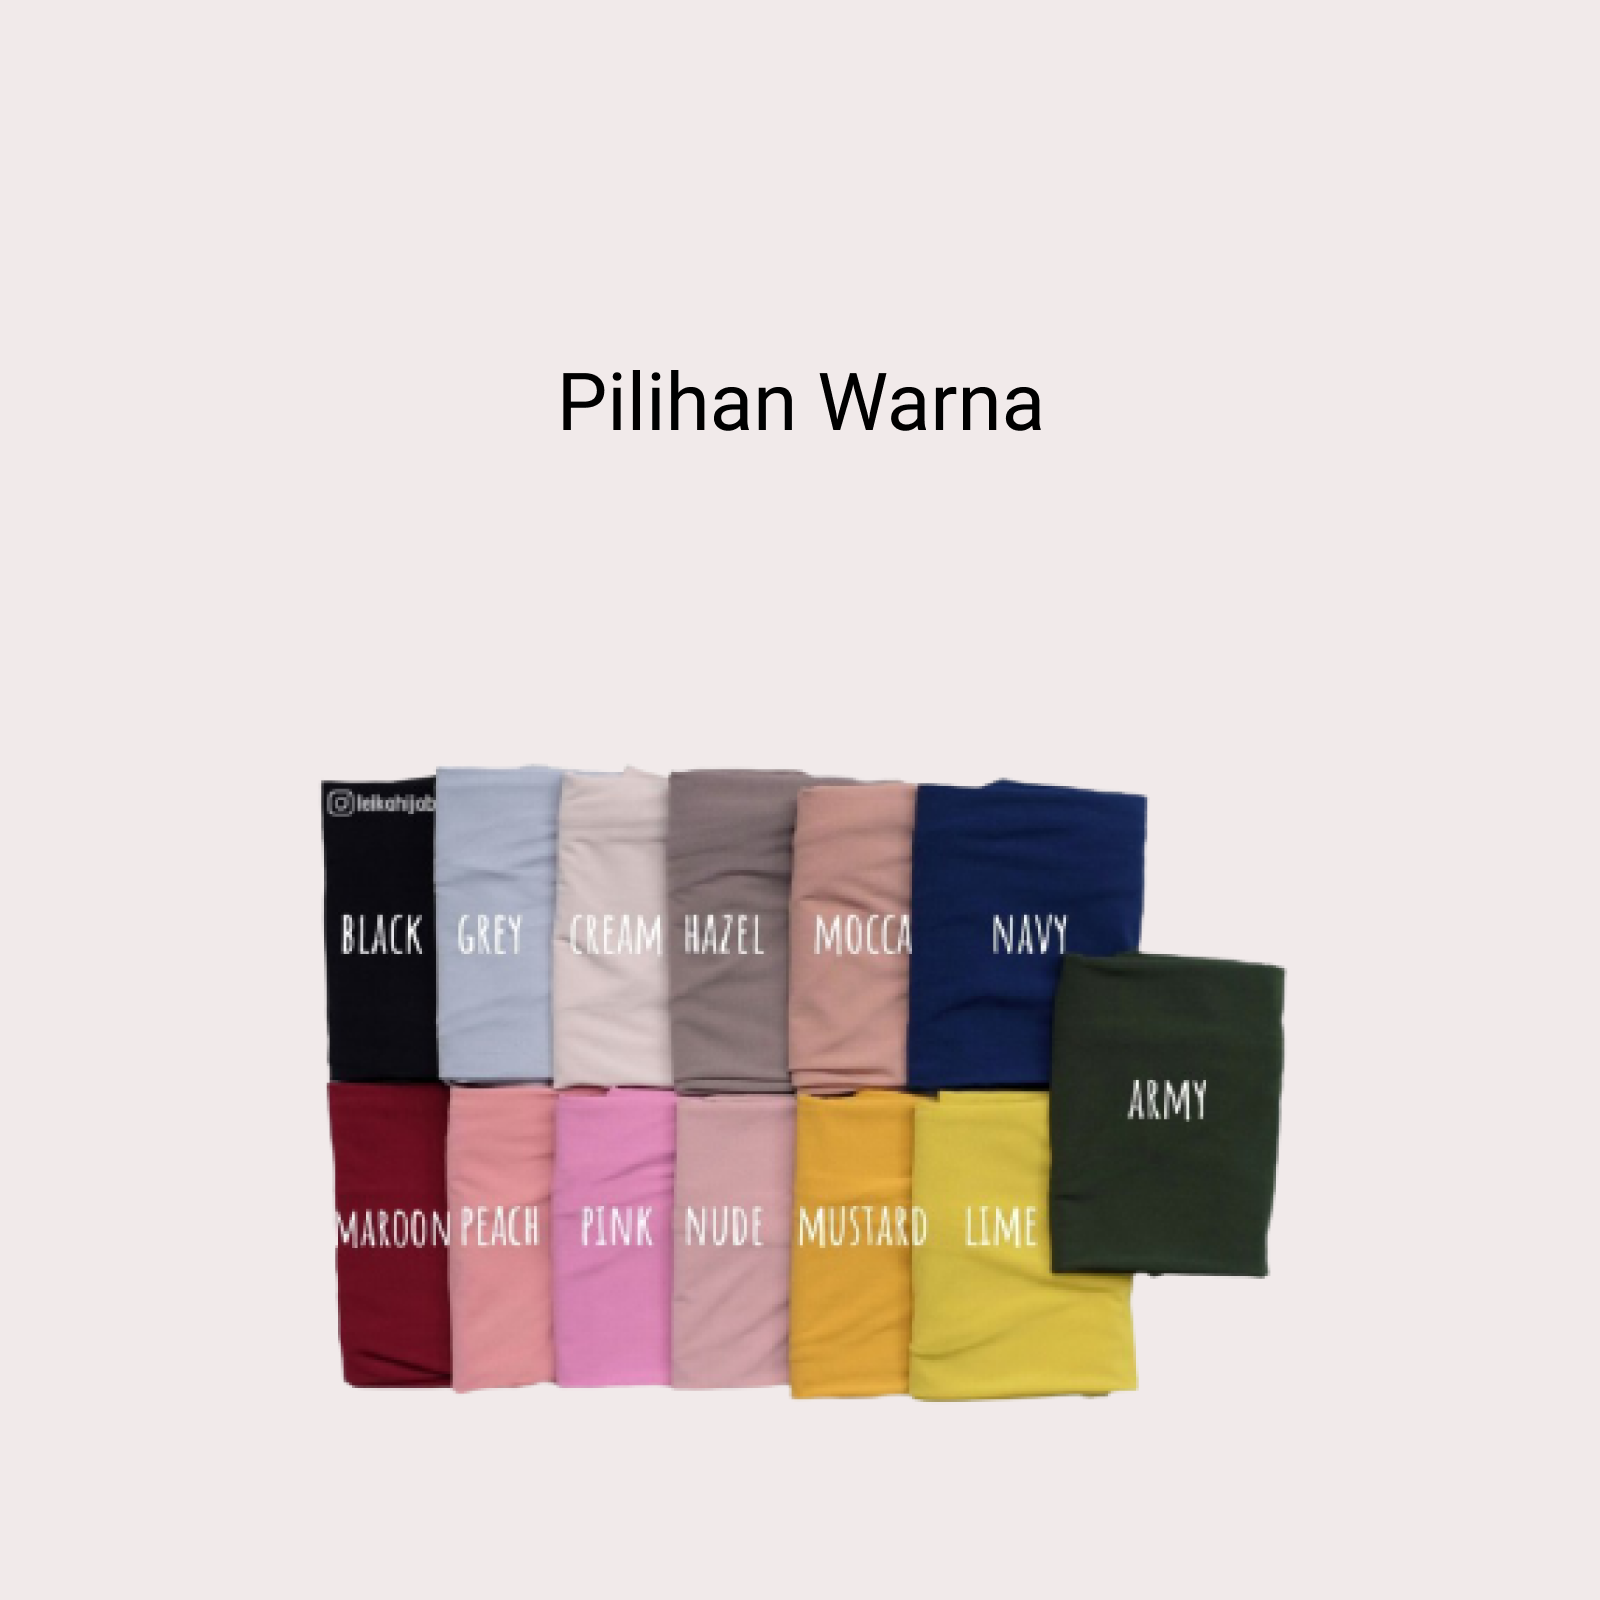 Pilihan Warna
leikahijab
BLACK GREY CREAM HAZEL MOCCA NAVY
ARMY
MAROON PEACH PINK NUDE MUSTARD LIME